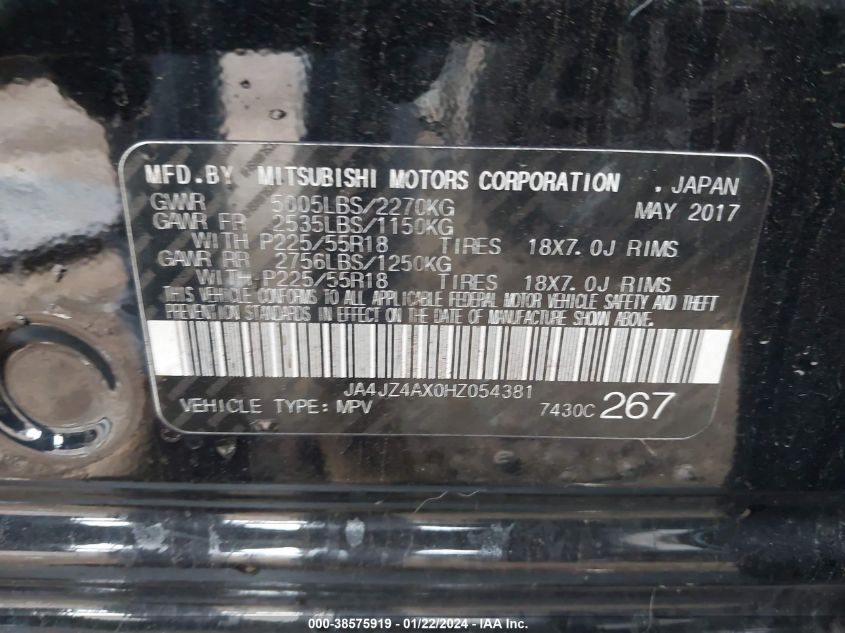 MFD.BY MITSUBISHI MOTORS CORPORATION . JAPAN
GVWR 5005LBS/2270KG MAY 2017
GAWR FR 2535LBS/1150KG
WITH P225/55R18 TIRES 18X7.0J RIMS
GAWR RR 2756LBS/1250KG
WITH P225/55R18 TIRES 18X7.0J RIMS
THIS VEHICLE CONFORMS TO ALL APPLICABLE FEDERAL MOTOR VEHICLE SAFETY AND THEFT
PREVENTION STANDARDS IN EFFECT ON THE DATE OF MANUFACTURE SHOWN ABOVE.
JA4JZ4AX0HZ054381
VEHICLE TYPE:MPV 7430C 267
000-38575919 - 01/22/2024 - IAA Inc.